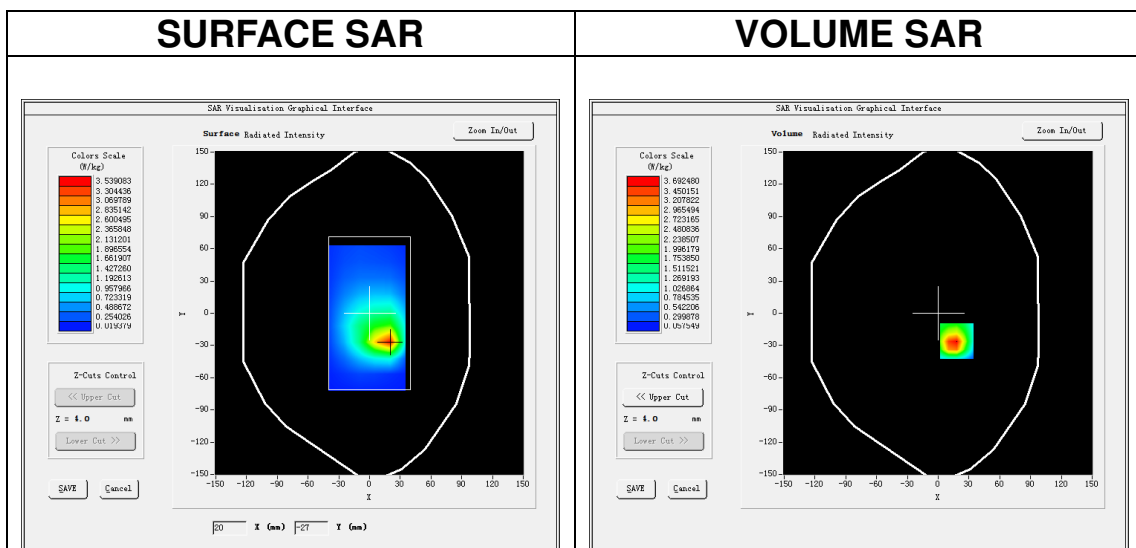 SURFACE SAR
VOLUME SAR
SAR Visualisation Graphical Interface
Surface Radiated Intensity
Zoom In/Out
Colors Scale
(W/kg)
3.539083
3.304436
3.069789
2.835142
2.600495
2.365848
2.131201
1.896554
1.661907
1.427260
1.192613
0.957966
0.723319
0.488672
0.254026
0.019379
150
120
90
60
30
0
-30
-60
-90
-120
-150
Y
-150 -120 -90 -60 -30 0 30 60 90 120 150
X
Z-Cuts Control
<< Upper Cut
Z = 4.0 mm
Lower Cut >>
SAVE Cancel
20 X (mm) -27 Y (mm)
SAR Visualisation Graphical Interface
Volume Radiated Intensity
Zoom In/Out
Colors Scale
(W/kg)
3.692480
3.450151
3.207822
2.965494
2.723165
2.480836
2.238507
1.996179
1.753850
1.511521
1.269193
1.026864
0.784535
0.542206
0.299878
0.057549
150
120
90
60
30
0
-30
-60
-90
-120
-150
Y
-150 -120 -90 -60 -30 0 30 60 90 120 150
X
Z-Cuts Control
<< Upper Cut
Z = 4.0 mm
Lower Cut >>
SAVE Cancel